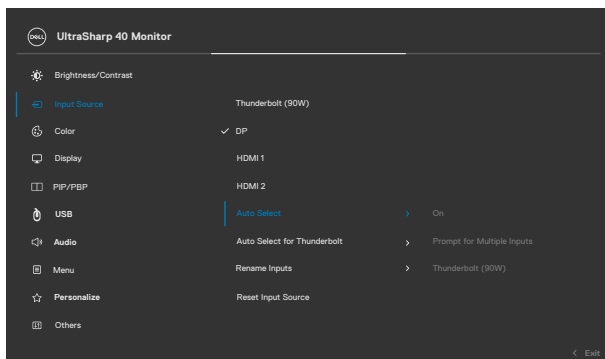 DELL UltraSharp 40 Monitor
Brightness/Contrast
Input Source Thunderbolt (90W)
Color ✓ DP
Display HDMI 1
PIP/PBP HDMI 2
USB Auto Select > On
Audio Auto Select for Thunderbolt > Prompt for Multiple Inputs
Menu Rename Inputs > Thunderbolt (90W)
Personalize Reset Input Source
Others
< Exit